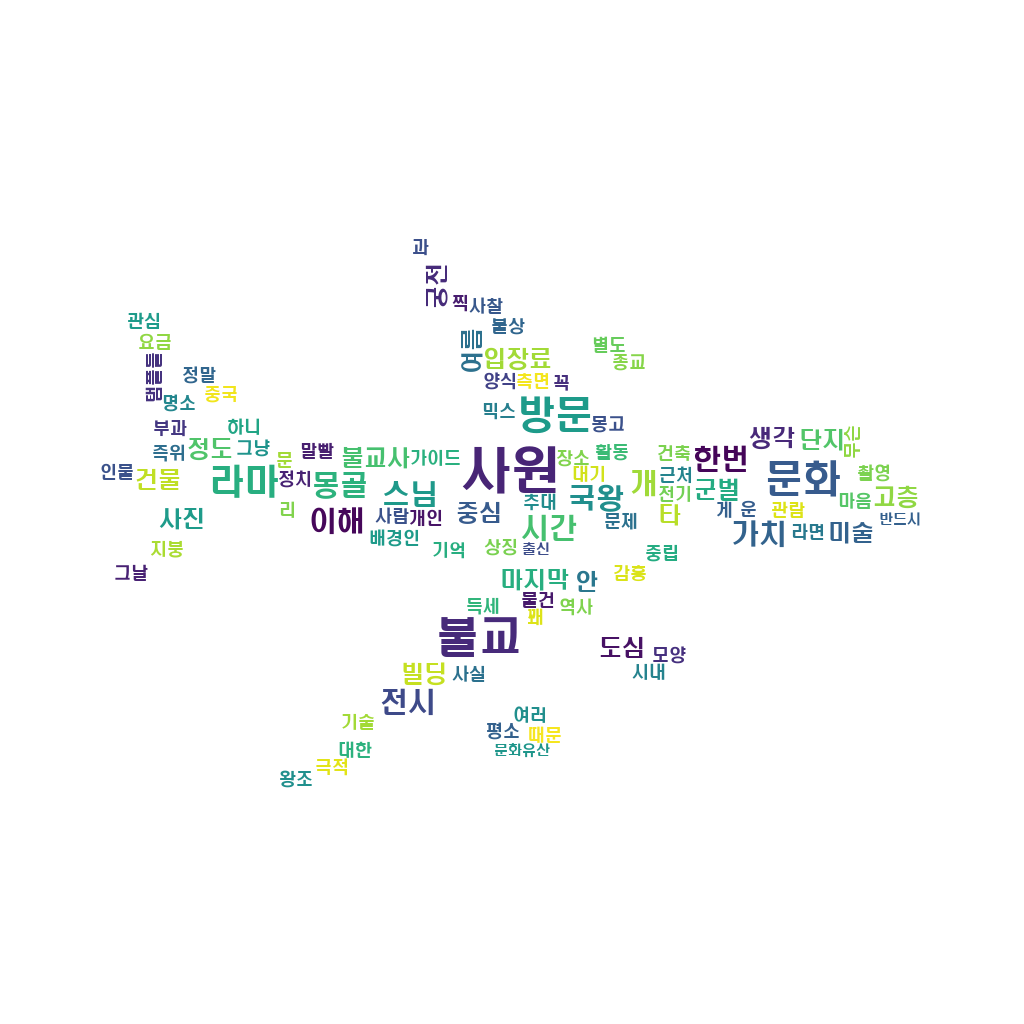 과
궁전
찍 사찰
관심
불상
요금
여름
입장료
별도
종교
템플들
정말
중국
양식 측면 꼭
명소
믹스
방문
몽고
부과
하니
생각
단지
무슨
즉위
정도
그냥
문
말빨
불교사
가이드
사원
장소
활동
건축
한번
문화
인물
건물
라마
정치
몽골
스님
대기
국왕
개
근처
전기
군벌
촬영
마음
고층
리
추대
게 운
관람
반드시
사진
이해
사람
개인
중심
시간
문제
타
가치
라면
미술
배경인
지붕
기억
상징
출신
중립
그날
마지막
안
감흥
득세
물건
역사
꽤
불교
도심
모양
빌딩
사실
시내
전시
기술
여러
평소
때문
대한
문화유산
극적
왕조